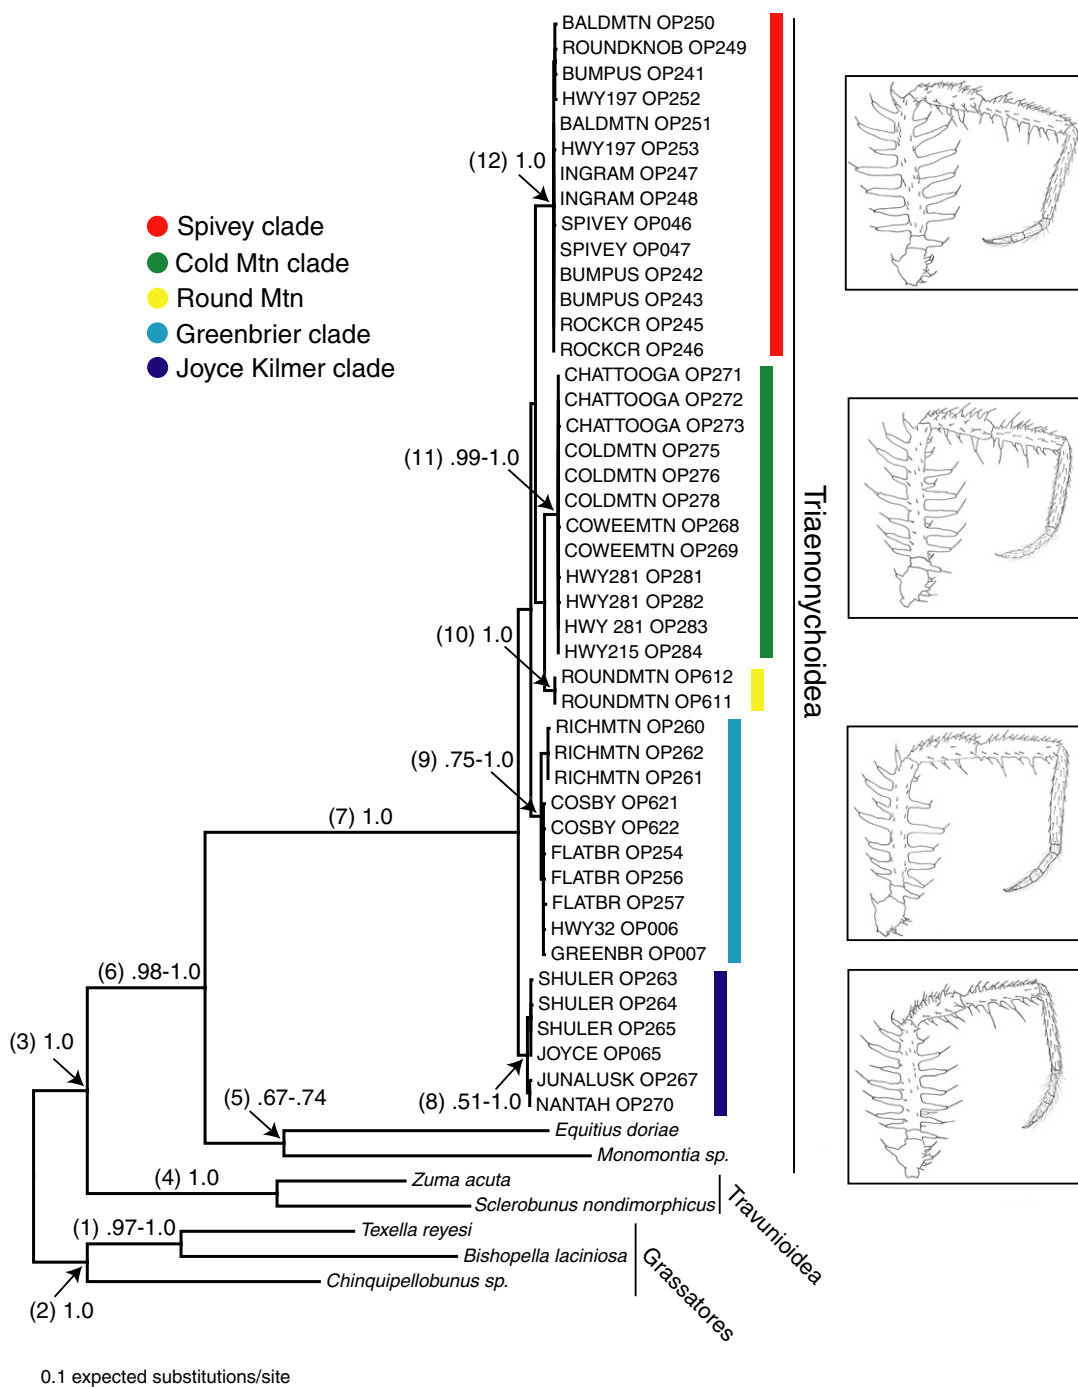 BALDMTN OP250
ROUNDKNOB OP249
BUMPUS OP241
HWY197 OP252
BALDMTN OP251
HWY197 OP253
(12) 1.0
INGRAM OP247
INGRAM OP248
SPIVEY OP046
SPIVEY OP047
BUMPUS OP242
BUMPUS OP243
ROCKCR OP245
ROCKCR OP246
Spivey clade
Cold Mtn clade
Round Mtn
Greenbrier clade
Joyce Kilmer clade
CHATTOOGA OP271
CHATTOOGA OP272
CHATTOOGA OP273
(11) .99-1.0
COLDMTN OP275
COLDMTN OP276
COLDMTN OP278
COWEEMTN OP268
COWEEMTN OP269
HWY281 OP281
HWY281 OP282
HWY 281 OP283
HWY215 OP284
(10) 1.0
ROUNDMTN OP612
ROUNDMTN OP611
RICHMTN OP260
RICHMTN OP262
RICHMTN OP261
(9) .75-1.0
COSBY OP621
COSBY OP622
FLATBR OP254
FLATBR OP256
FLATBR OP257
HWY32 OP006
GREENBR OP007
(7) 1.0
SHULER OP263
SHULER OP264
SHULER OP265
JOYCE OP065
JUNALUSK OP267
NANTAH OP270
(8) .51-1.0
(6) .98-1.0
(3) 1.0
(5) .67-.74
Equitius doriae
Monomontia sp.
Triaenonychoidea
(4) 1.0
Zuma acuta
Sclerobunus nondimorphicus
Travunioidea
(1) .97-1.0
Texella reyesi
Bishopella laciniosa
Chinquipellobunus sp.
Grassatores
(2) 1.0
0.1 expected substitutions/site